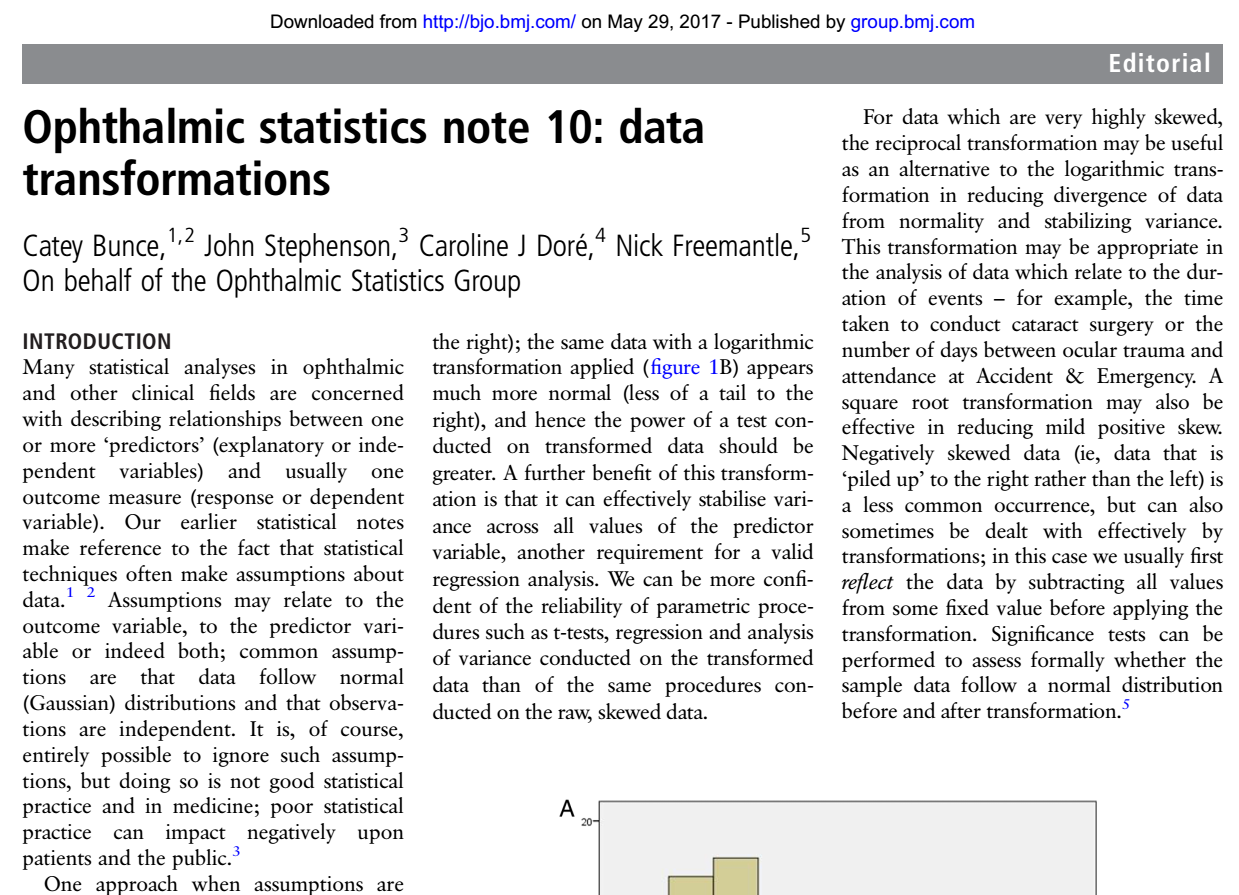 Downloaded from http://bjo.bmj.com/ on May 29, 2017 - Published by group.bmj.com
Editorial
Ophthalmic statistics note 10: data
transformations
Catey Bunce,1,2 John Stephenson,3 Caroline J Doré,4 Nick Freemantle,5
On behalf of the Ophthalmic Statistics Group
INTRODUCTION
Many statistical analyses in ophthalmic
and other clinical fields are concerned
with describing relationships between one
or more ‘predictors’ (explanatory or inde-
pendent variables) and usually one
outcome measure (response or dependent
variable). Our earlier statistical notes
make reference to the fact that statistical
techniques often make assumptions about
data.1 2 Assumptions may relate to the
outcome variable, to the predictor vari-
able or indeed both; common assump-
tions are that data follow normal
(Gaussian) distributions and that observa-
tions are independent. It is, of course,
entirely possible to ignore such assump-
tions, but doing so is not good statistical
practice and in medicine; poor statistical
practice can impact negatively upon
patients and the public.3
One approach when assumptions are
the right); the same data with a logarithmic
transformation applied (figure 1B) appears
much more normal (less of a tail to the
right), and hence the power of a test con-
ducted on transformed data should be
greater. A further benefit of this transform-
ation is that it can effectively stabilise vari-
ance across all values of the predictor
variable, another requirement for a valid
regression analysis. We can be more confi-
dent of the reliability of parametric proce-
dures such as t-tests, regression and analysis
of variance conducted on the transformed
data than of the same procedures con-
ducted on the raw, skewed data.
For data which are very highly skewed,
the reciprocal transformation may be useful
as an alternative to the logarithmic trans-
formation in reducing divergence of data
from normality and stabilizing variance.
This transformation may be appropriate in
the analysis of data which relate to the dur-
ation of events – for example, the time
taken to conduct cataract surgery or the
number of days between ocular trauma and
attendance at Accident & Emergency. A
square root transformation may also be
effective in reducing mild positive skew.
Negatively skewed data (ie, data that is
‘piled up’ to the right rather than the left) is
a less common occurrence, but can also
sometimes be dealt with effectively by
transformations; in this case we usually first
reflect the data by subtracting all values
from some fixed value before applying the
transformation. Significance tests can be
performed to assess formally whether the
sample data follow a normal distribution
before and after transformation.5
A
20